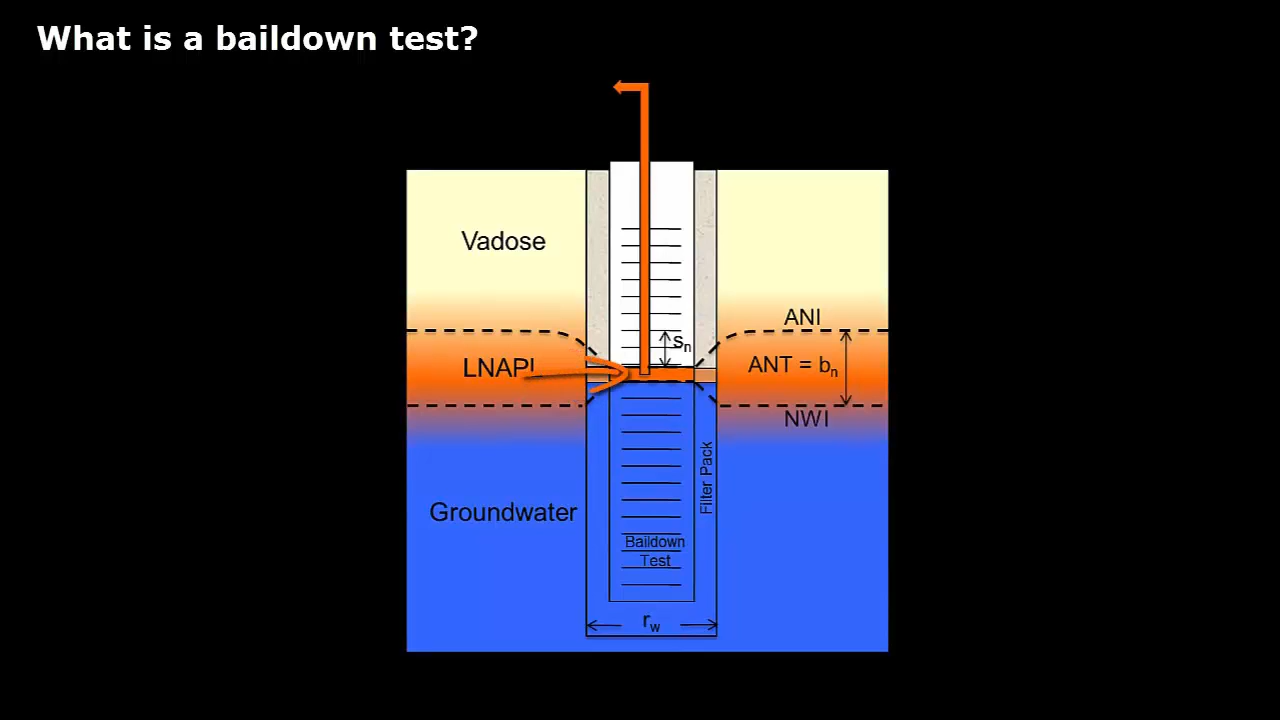 What is a baildown test?
Vadose
ANI
sn
LNAPL
ANT = bn
NWI
Filter Pack
Groundwater
Baildown
Test
rw